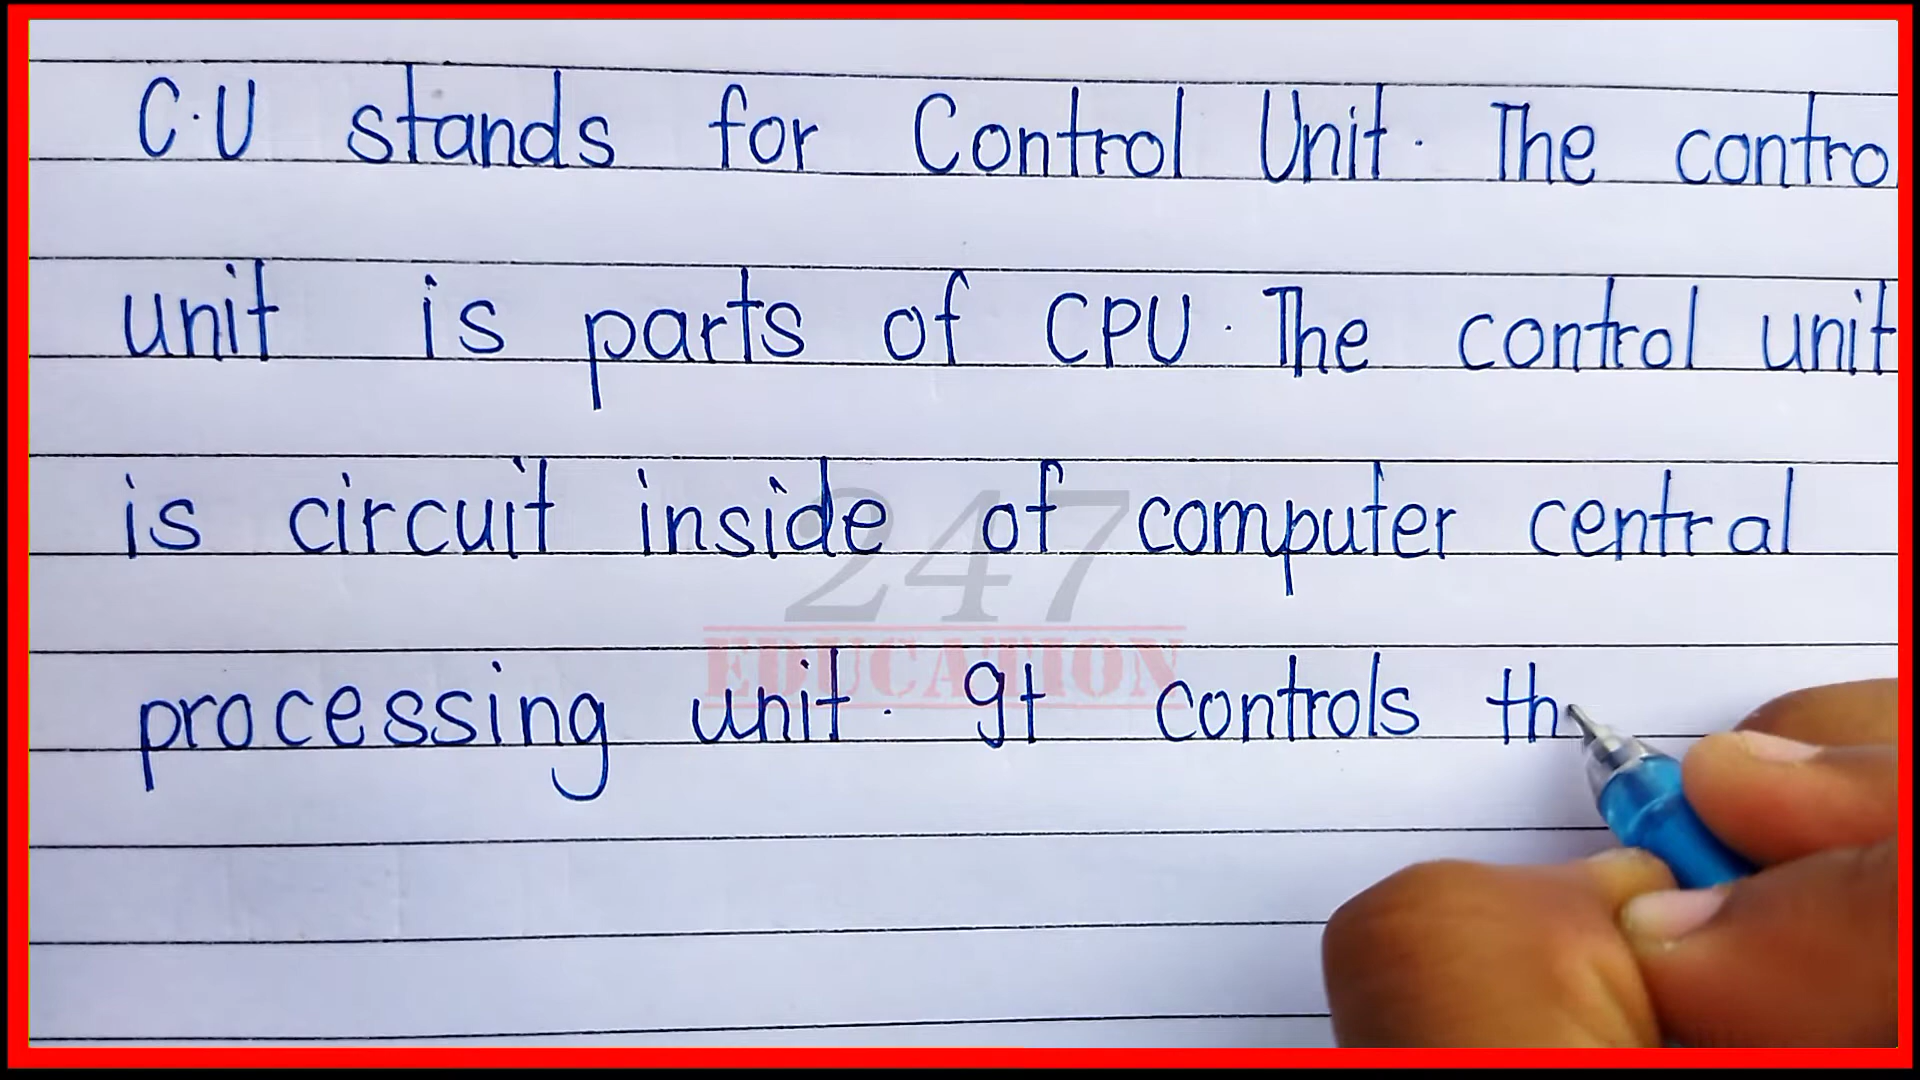 C.U stands for Control Unit. The contro
unit is parts of CPU. The control unit
is circuit inside of computer central
247
EDUCATION
processing unit. It controls th